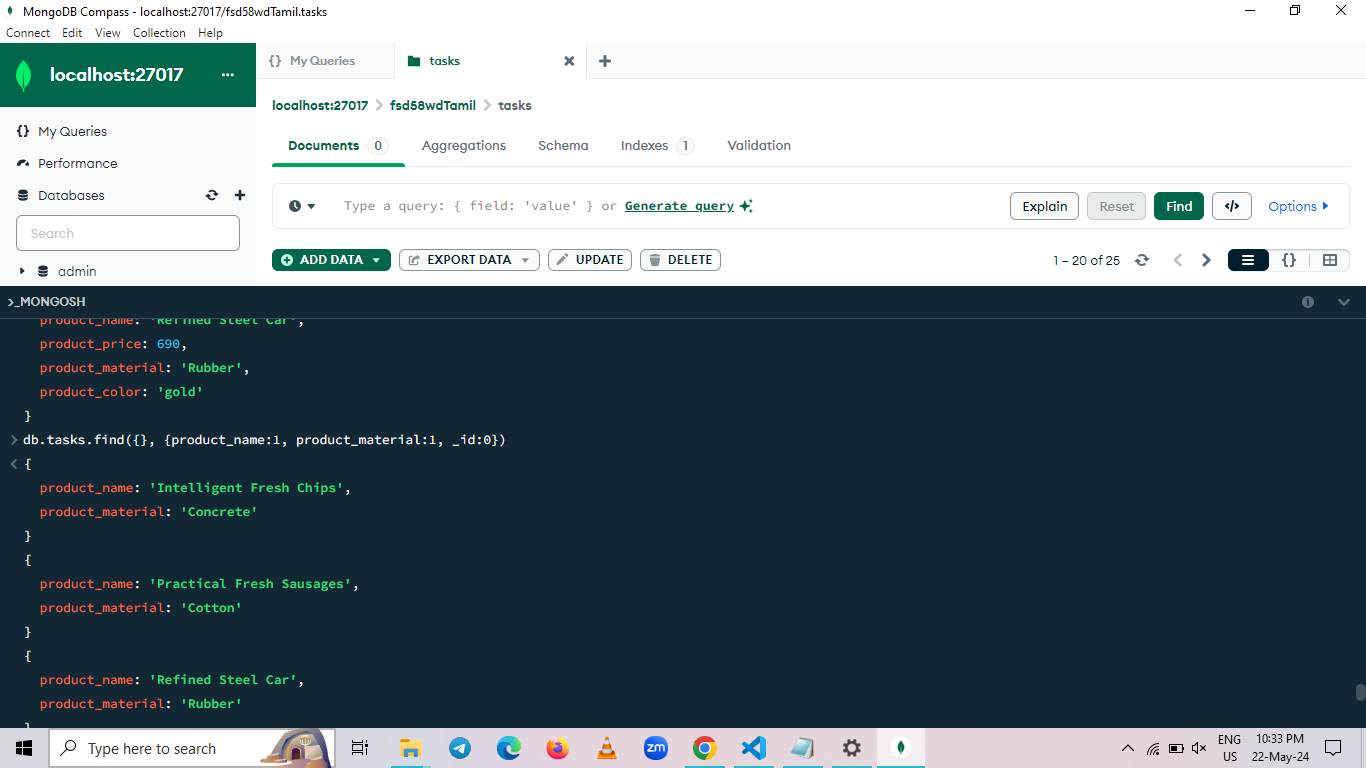 MongoDB Compass - localhost:27017/fsd58wdTamil.tasks
Connect Edit View Collection Help
localhost:27017 ...
{} My Queries
tasks
localhost:27017 > fsd58wdTamil > tasks
{} My Queries
Performance
Databases
Search
admin
Documents 0 Aggregations Schema Indexes 1 Validation
Type a query: { field: 'value' } or Generate query
Explain Reset Find </> Options
ADD DATA EXPORT DATA UPDATE DELETE 1 – 20 of 25 {}
>_MONGOSH
product_name: 'Refined Steel Car',
product_price: 690,
product_material: 'Rubber',
product_color: 'gold'
}
> db.tasks.find({}, {product_name:1, product_material:1, _id:0})
< {
product_name: 'Intelligent Fresh Chips',
product_material: 'Concrete'
}
{
product_name: 'Practical Fresh Sausages',
product_material: 'Cotton'
}
{
product_name: 'Refined Steel Car',
product_material: 'Rubber'
}
Type here to search
zm
ENG
US
10:33 PM
22-May-24